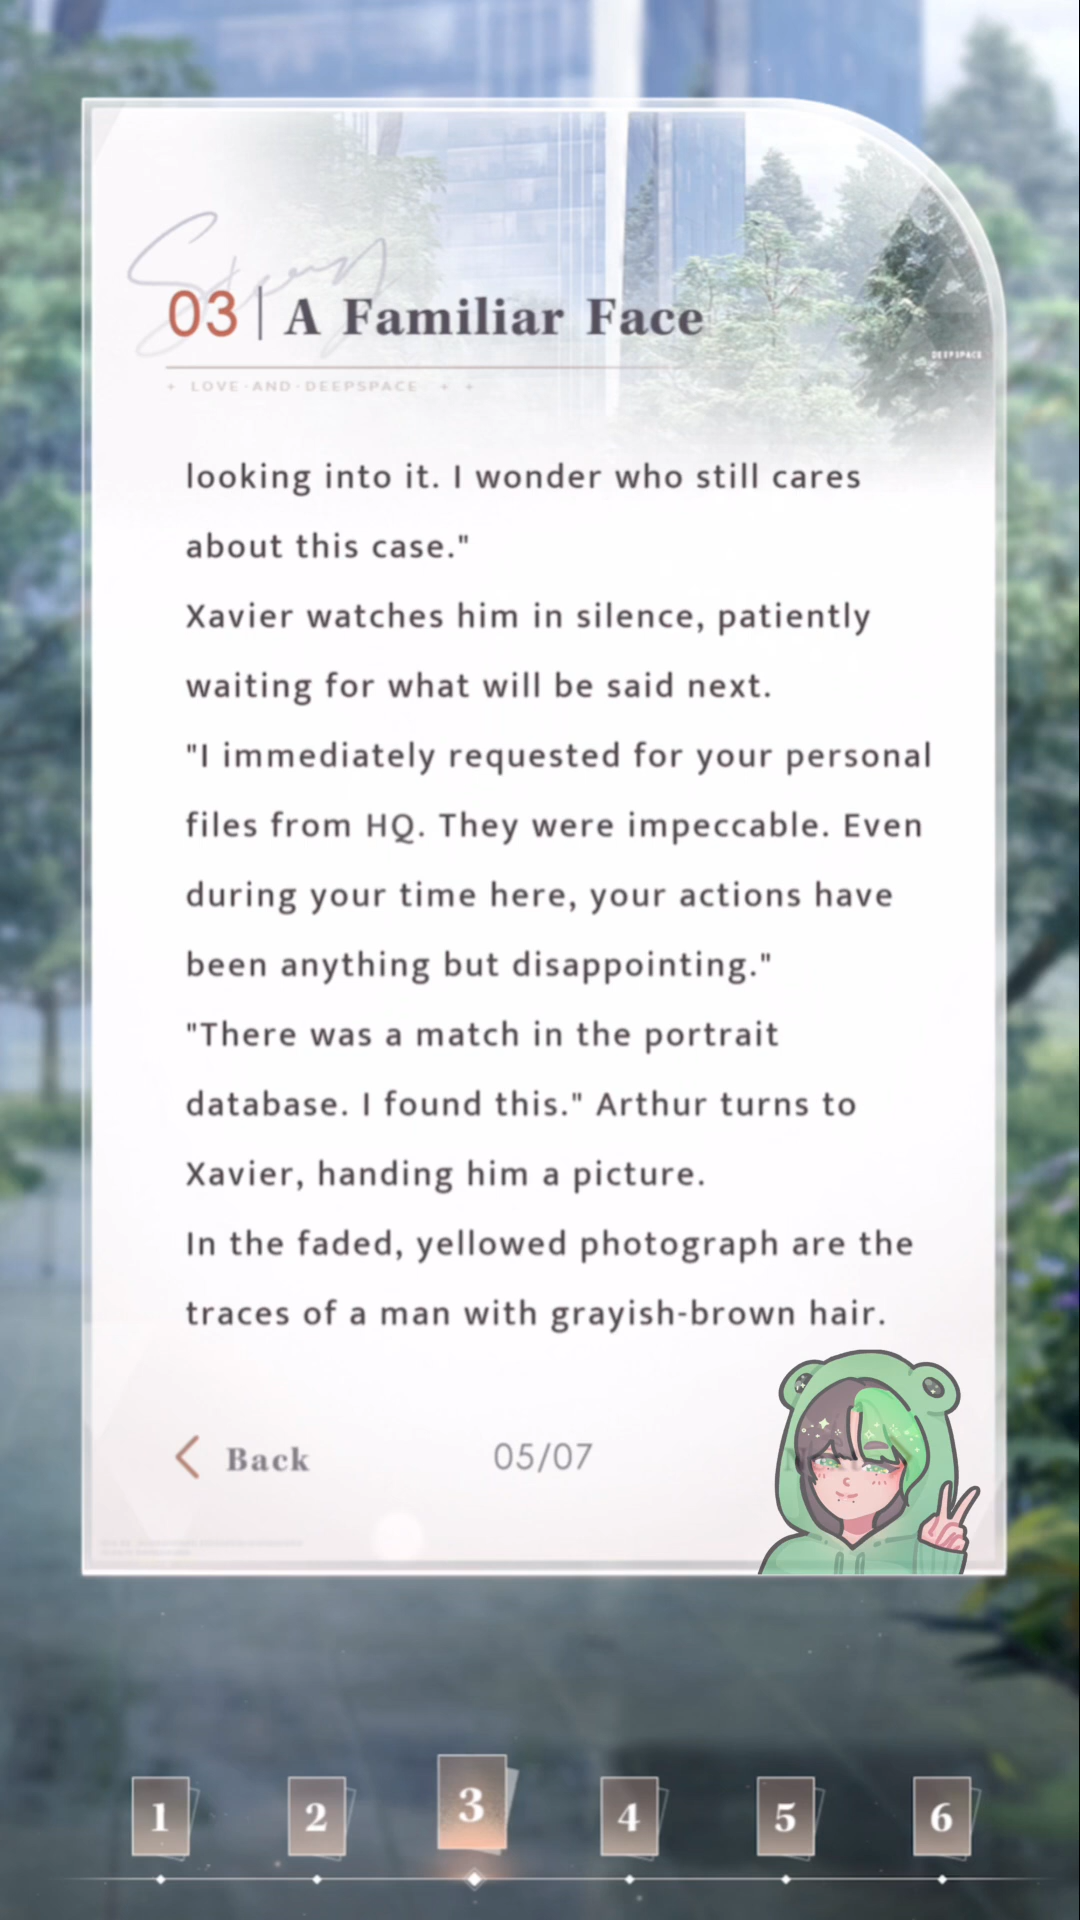 Story
03 | A Familiar Face
DEEPSPACE
+ LOVE·AND·DEEPSPACE + +
looking into it. I wonder who still cares
about this case."
Xavier watches him in silence, patiently
waiting for what will be said next.
"I immediately requested for your personal
files from HQ. They were impeccable. Even
during your time here, your actions have
been anything but disappointing."
"There was a match in the portrait
database. I found this." Arthur turns to
Xavier, handing him a picture.
In the faded, yellowed photograph are the
traces of a man with grayish-brown hair.
Back
05/07
1
2
3
4
5
6